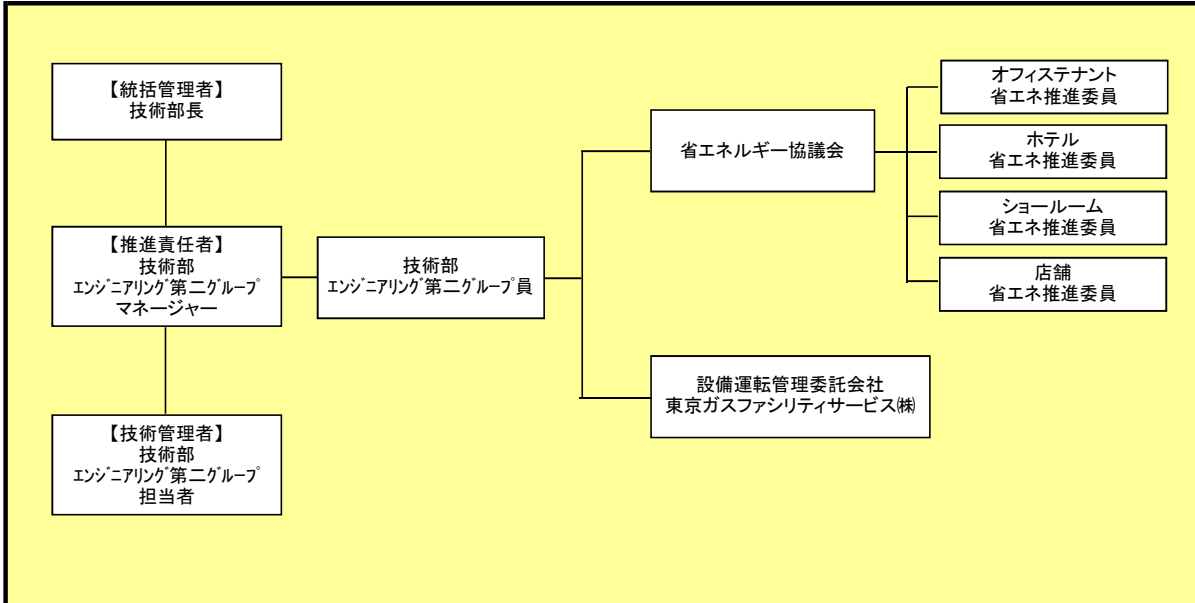 【統括管理者】
技術部長
【推進責任者】
技術部
エンジニアリング第二グループ
マネージャー
【技術管理者】
技術部
エンジニアリング第二グループ
担当者
技術部
エンジニアリング第二グループ員
省エネルギー協議会
設備運転管理委託会社
東京ガスファシリティサービス㈱
オフィステナント
省エネ推進委員
ホテル
省エネ推進委員
ショールーム
省エネ推進委員
店舗
省エネ推進委員